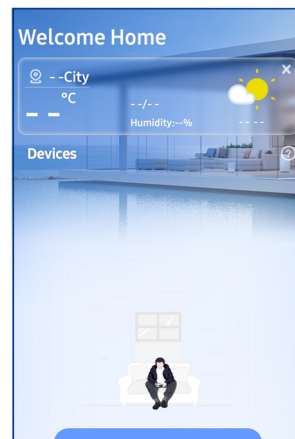 Welcome Home
- -City
°C
– –
- -/- -
Humidity:--%
- - - -
Devices
?